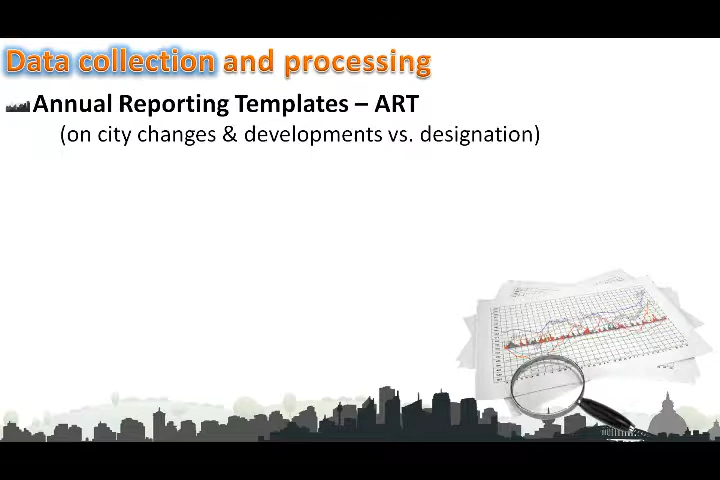 Data collection and processing
Annual Reporting Templates – ART
(on city changes & developments vs. designation)